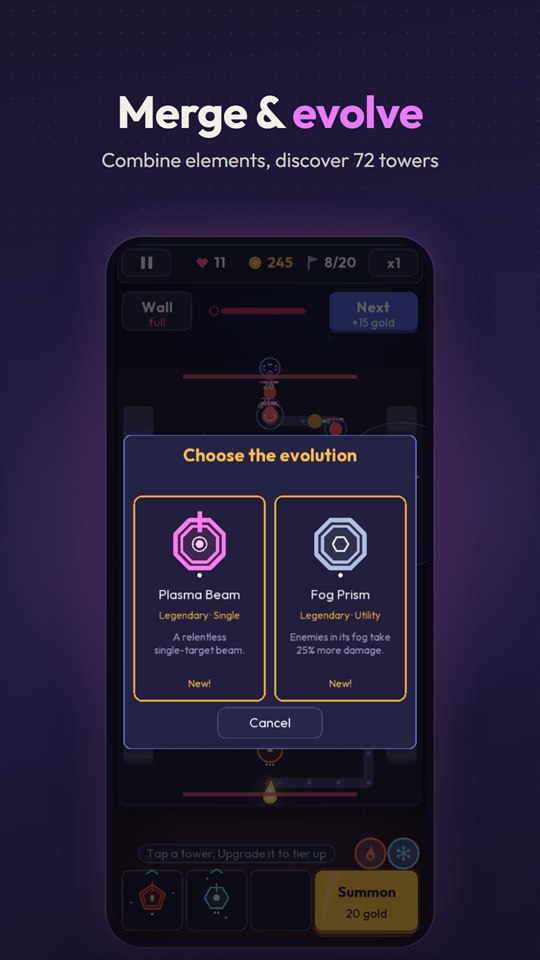 Merge & evolve
Combine elements, discover 72 towers
11
245
8/20
x1
Wall
full
Next
+15 gold
Choose the evolution
Plasma Beam
Legendary · Single
A relentless
single-target beam.
New!
Fog Prism
Legendary · Utility
Enemies in its fog take
25% more damage.
New!
Cancel
Tap a tower, Upgrade it to tier up
Summon
20 gold